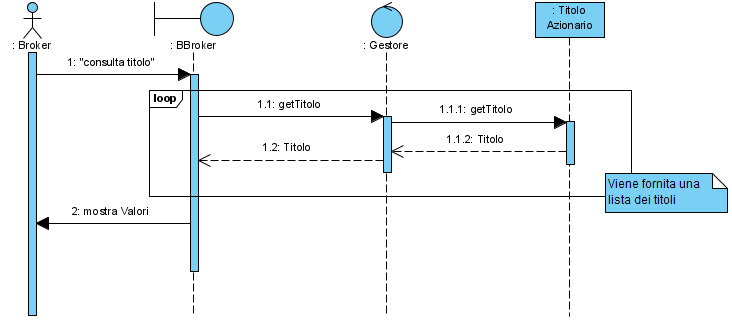 : Broker
: BBroker
: Gestore
: Titolo
Azionario
1: "consulta titolo"
loop
1.1: getTitolo
1.1.1: getTitolo
1.2: Titolo
1.1.2: Titolo
Viene fornita una
lista dei titoli
2: mostra Valori